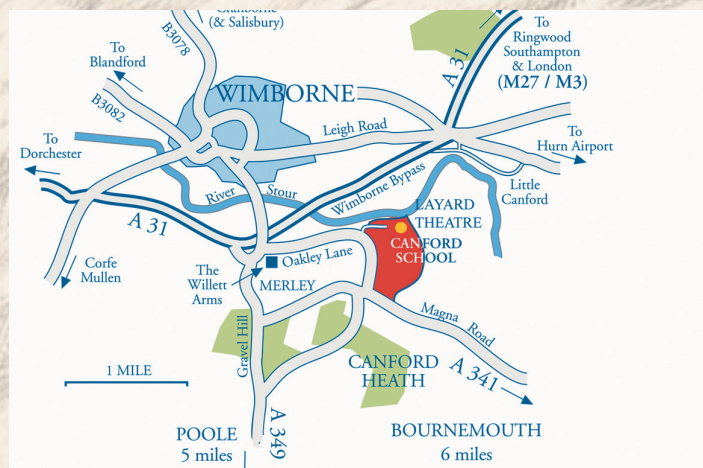 Cranborne
(& Salisbury)
B3078
To
Blandford
B3082
WIMBORNE
A 31
To
Ringwood
Southampton
& London
(M27 / M3)
Leigh Road
To
Hurn Airport
To
Dorchester
River Stour
Wimborne Bypass
Little
Canford
A 31
LAYARD
THEATRE
CANFORD
SCHOOL
Oakley Lane
The
Willett
Arms
MERLEY
Corfe
Mullen
Gravel Hill
Magna Road
1 MILE
CANFORD
HEATH
A 341
A 349
POOLE
5 miles
BOURNEMOUTH
6 miles